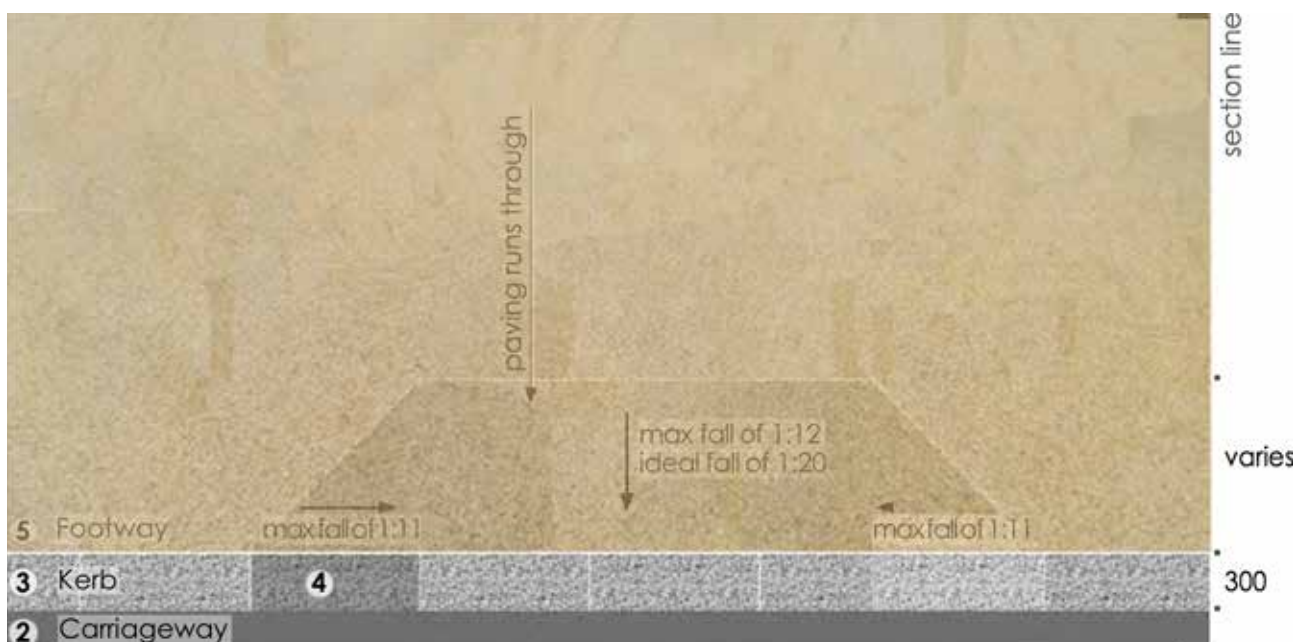 section line
paving runs through
max fall of 1:12
ideal fall of 1:20
varies
5 Footway
max fall of 1:11
max fall of 1:11
3 Kerb
4
300
2 Carriageway